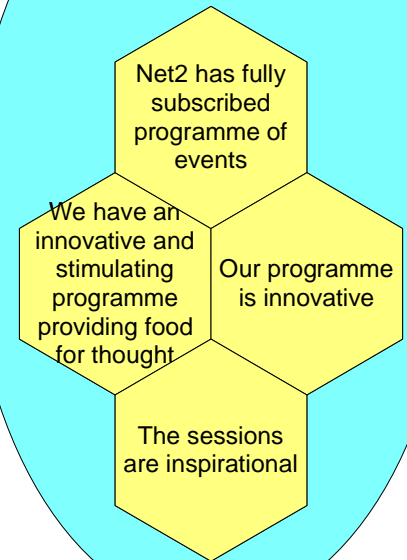 Net2 has fully
subscribed
programme of
events
We have an
innovative and
stimulating
programme
providing food
for thought
Our programme
is innovative
The sessions
are inspirational